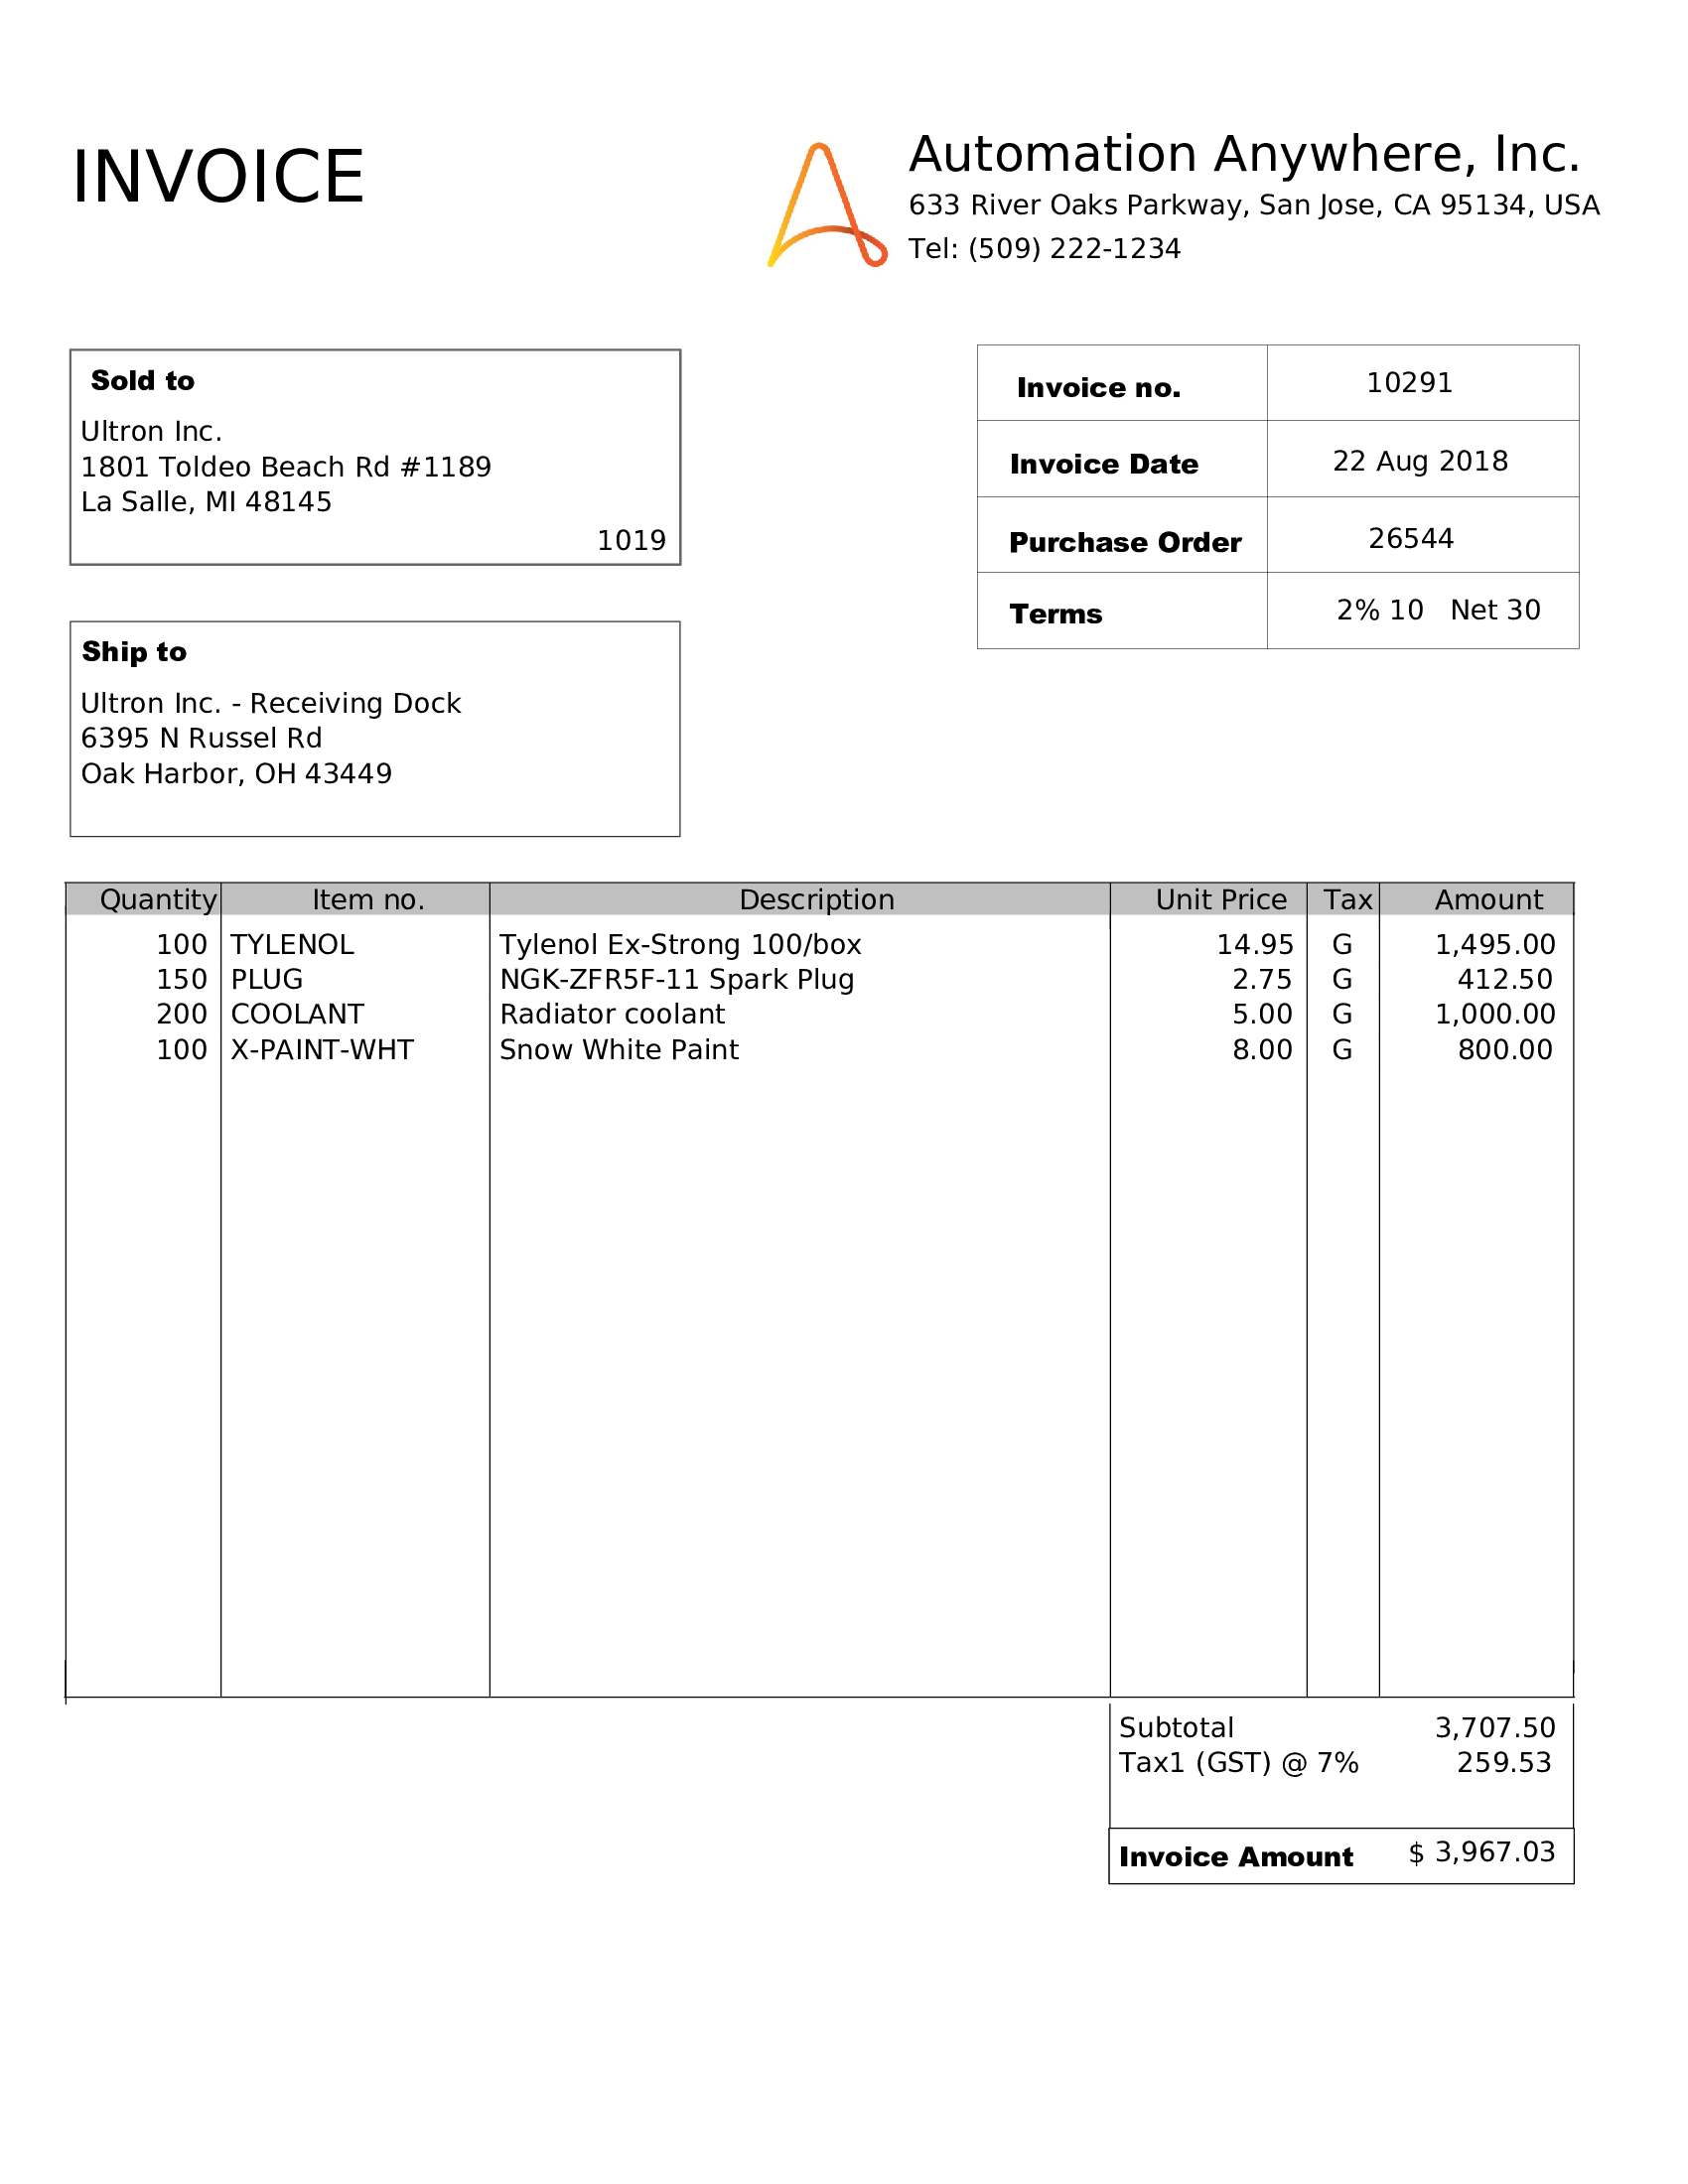 INVOICE
Automation Anywhere, Inc.
633 River Oaks Parkway, San Jose, CA 95134, USA
Tel: (509) 222-1234
Sold to
Ultron Inc.
1801 Toldeo Beach Rd #1189
La Salle, MI 48145
1019
Invoice no. 10291
Invoice Date 22 Aug 2018
Purchase Order 26544
Terms 2% 10 Net 30
Ship to
Ultron Inc. - Receiving Dock
6395 N Russel Rd
Oak Harbor, OH 43449
Quantity Item no. Description Unit Price Tax Amount
100 TYLENOL Tylenol Ex-Strong 100/box 14.95 G 1,495.00
150 PLUG NGK-ZFR5F-11 Spark Plug 2.75 G 412.50
200 COOLANT Radiator coolant 5.00 G 1,000.00
100 X-PAINT-WHT Snow White Paint 8.00 G 800.00
Subtotal 3,707.50
Tax1 (GST) @ 7% 259.53
Invoice Amount $ 3,967.03